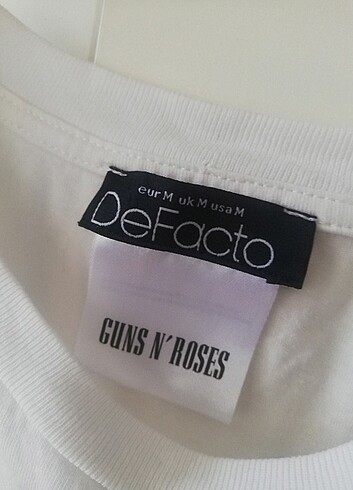 eur M uk M usa M
DeFacto
GUNS N' ROSES